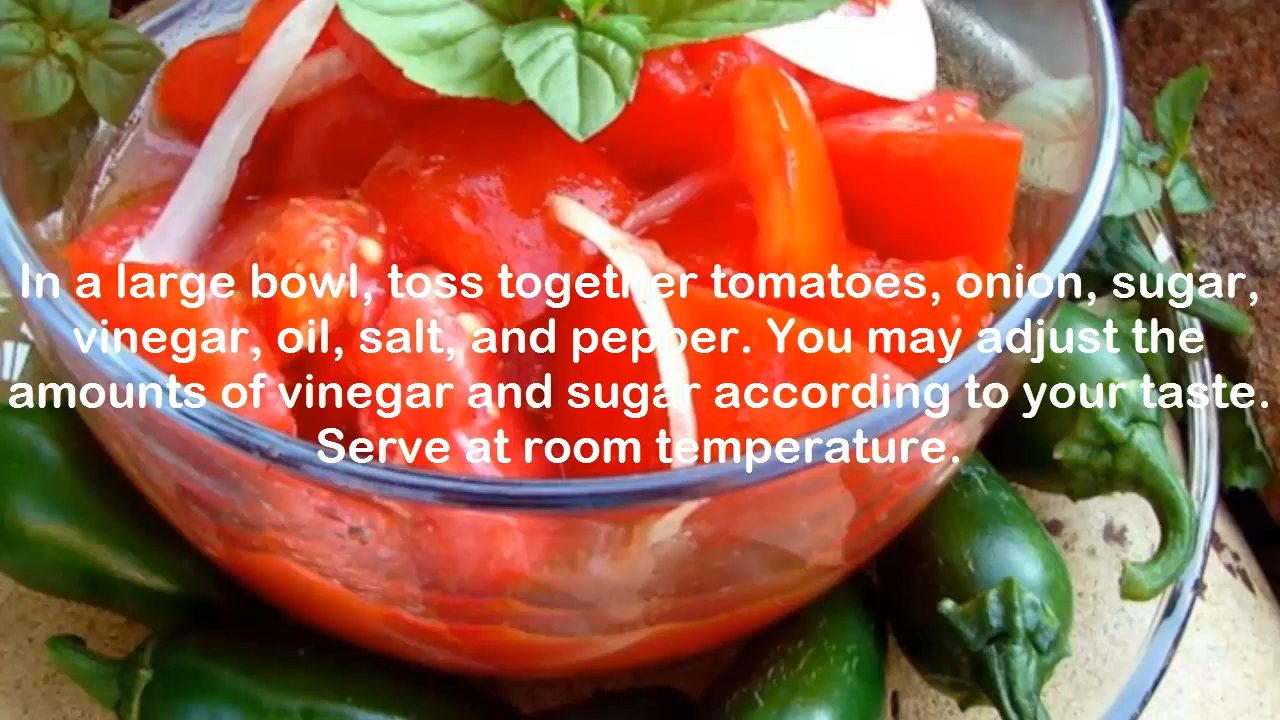 In a large bowl, toss together tomatoes, onion, sugar,
vinegar, oil, salt, and pepper. You may adjust the
amounts of vinegar and sugar according to your taste.
Serve at room temperature.